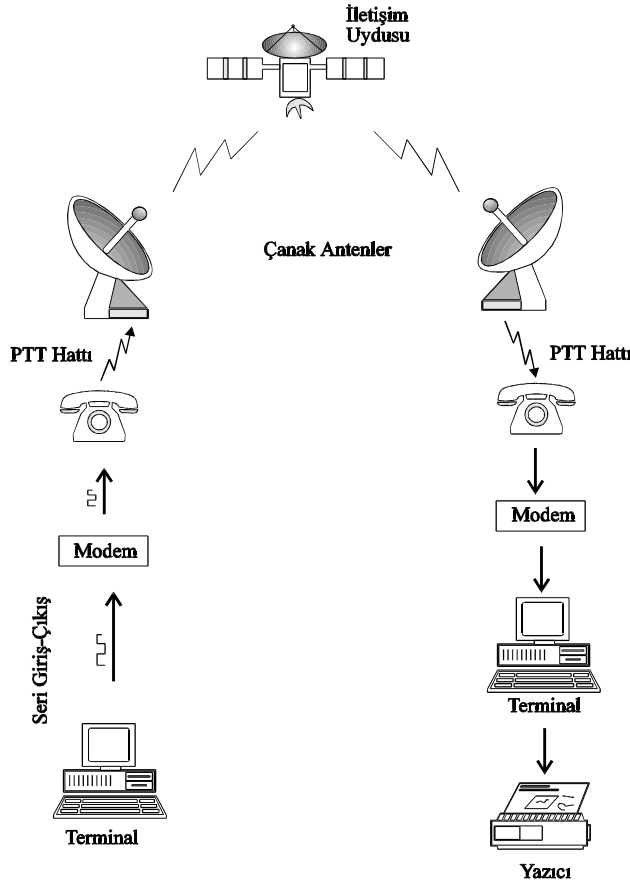 İletişim
Uydusu
Çanak Antenler
PTT Hattı
PTT Hattı
Modem
Modem
Seri Giriş-Çıkış
Terminal
Terminal
Yazıcı